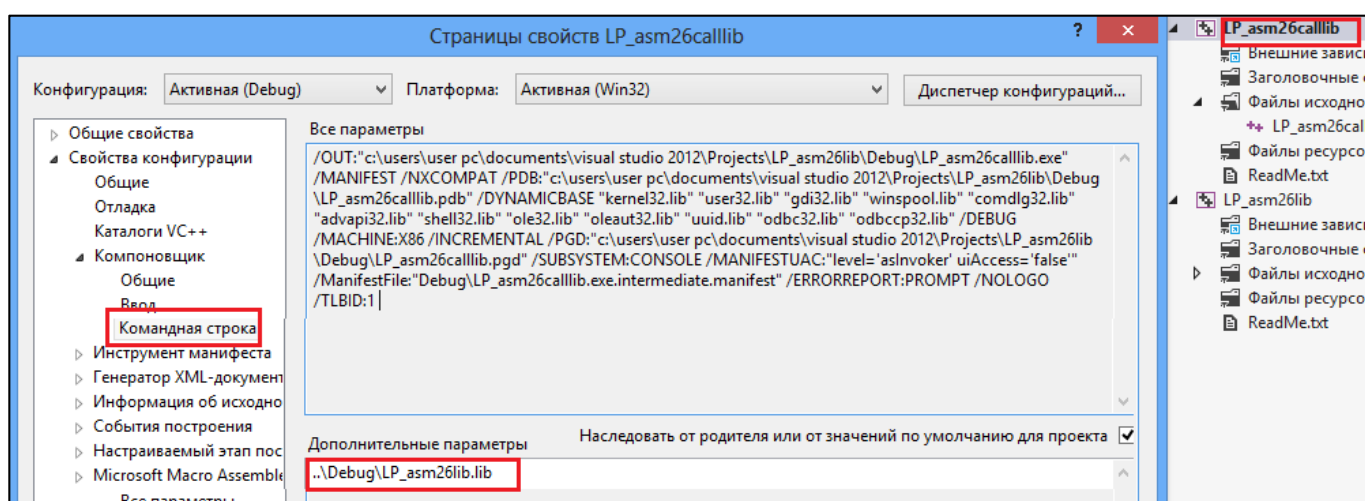 Страницы свойств LP_asm26calllib
?
Конфигурация: Активная (Debug) Платформа: Активная (Win32) Диспетчер конфигураций...
Общие свойства
Свойства конфигурации
Общие
Отладка
Каталоги VC++
Компоновщик
Общие
Ввод
Командная строка
Инструмент манифеста
Генератор XML-документ
Информация об исходно
События построения
Настраиваемый этап пос
Microsoft Macro Assemble
Все параметры
/OUT:"c:\users\user pc\documents\visual studio 2012\Projects\LP_asm26lib\Debug\LP_asm26calllib.exe"
/MANIFEST /NXCOMPAT /PDB:"c:\users\user pc\documents\visual studio 2012\Projects\LP_asm26lib\Debug
\LP_asm26calllib.pdb" /DYNAMICBASE "kernel32.lib" "user32.lib" "gdi32.lib" "winspool.lib" "comdlg32.lib"
"advapi32.lib" "shell32.lib" "ole32.lib" "oleaut32.lib" "uuid.lib" "odbc32.lib" "odbccp32.lib" /DEBUG
/MACHINE:X86 /INCREMENTAL /PGD:"c:\users\user pc\documents\visual studio 2012\Projects\LP_asm26lib
\Debug\LP_asm26calllib.pgd" /SUBSYSTEM:CONSOLE /MANIFESTUAC:"level='asInvoker' uiAccess='false'"
/ManifestFile:"Debug\LP_asm26calllib.exe.intermediate.manifest" /ERRORREPORT:PROMPT /NOLOGO
/TLBID:1
Дополнительные параметры Наследовать от родителя или от значений по умолчанию для проекта
..\Debug\LP_asm26lib.lib
LP_asm26calllib
Внешние завис
Заголовочные
Файлы исходно
LP_asm26cal
Файлы ресурсо
ReadMe.txt
LP_asm26lib
Внешние завис
Заголовочные
Файлы исходно
Файлы ресурсо
ReadMe.txt